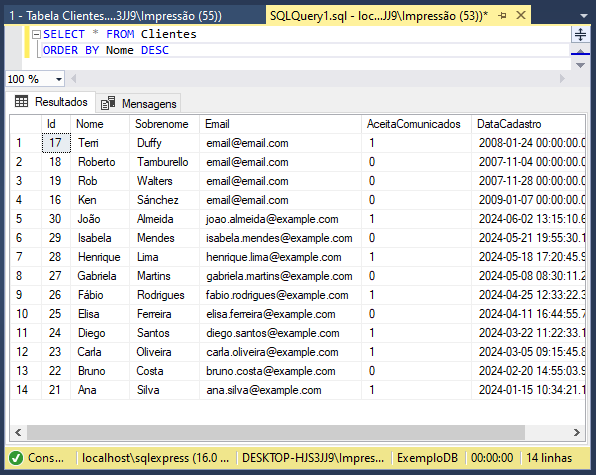 1 - Tabela Clientes....3JJ9\Impressão (55)) SQLQuery1.sql - loc...JJ9\Impressão (53))*
SELECT * FROM Clientes
ORDER BY Nome DESC
100 %
Resultados Mensagens
Id Nome Sobrenome Email AceitaComunicados DataCadastro
1 17 Terri Duffy email@email.com 1 2008-01-24 00:00:00.0
2 18 Roberto Tamburello email@email.com 0 2007-11-04 00:00:00.0
3 19 Rob Walters email@email.com 0 2007-11-28 00:00:00.0
4 16 Ken Sánchez email@email.com 0 2009-01-07 00:00:00.0
5 30 João Almeida joao.almeida@example.com 1 2024-06-02 13:15:10.6
6 29 Isabela Mendes isabela.mendes@example.com 0 2024-05-21 19:55:30.1
7 28 Henrique Lima henrique.lima@example.com 1 2024-05-18 17:20:45.9
8 27 Gabriela Martins gabriela.martins@example.com 0 2024-05-08 08:30:11.2
9 26 Fábio Rodrigues fabio.rodrigues@example.com 1 2024-04-25 12:33:22.3
10 25 Elisa Ferreira elisa.ferreira@example.com 0 2024-04-11 16:44:55.7
11 24 Diego Santos diego.santos@example.com 1 2024-03-22 11:22:33.1
12 23 Carla Oliveira carla.oliveira@example.com 1 2024-03-05 09:15:45.8
13 22 Bruno Costa bruno.costa@example.com 0 2024-02-20 14:55:03.9
14 21 Ana Silva ana.silva@example.com 1 2024-01-15 10:34:21.1
Cons... localhost\sqlexpress (16.0 ... DESKTOP-HJS3JJ9\Impres... ExemploDB 00:00:00 14 linhas